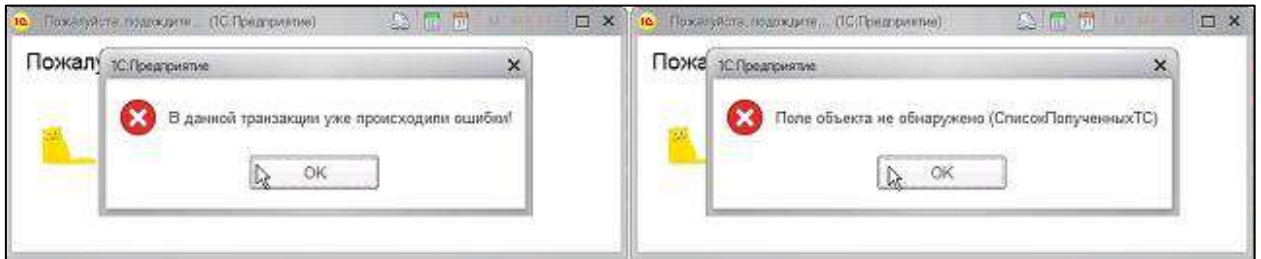 Пожалуйста, подождите... (1С:Предприятие)
Пожалу
1С:Предприятие
В данной транзакции уже происходили ошибки!
OK
Пожалуйста, подождите... (1С:Предприятие)
Пожа
1С:Предприятие
Поле объекта не обнаружено (СписокПолученныхТС)
OK